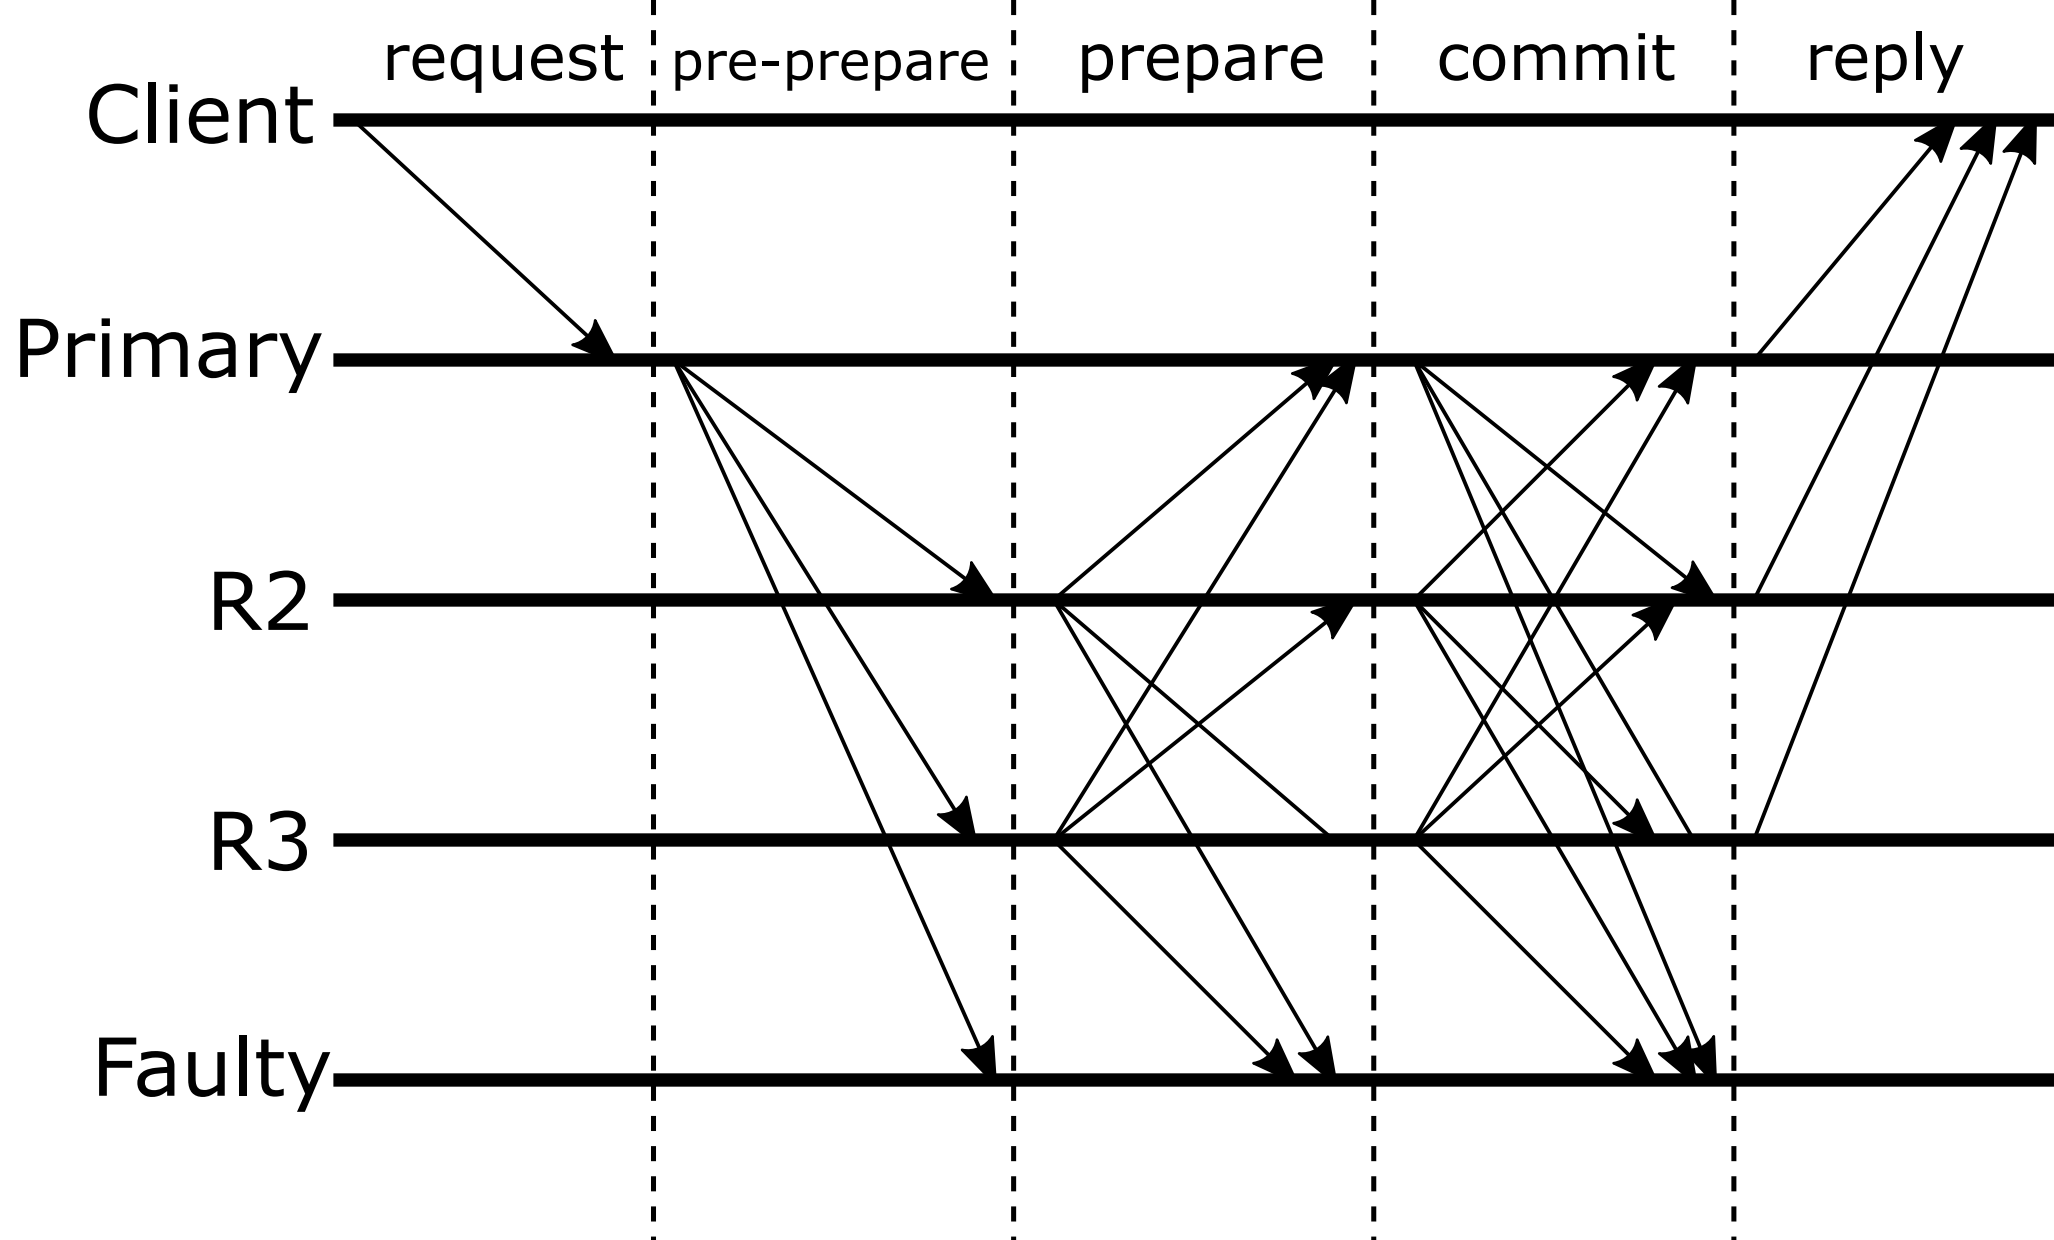 request
pre-prepare
prepare
commit
reply
Client
Primary
R2
R3
Faulty